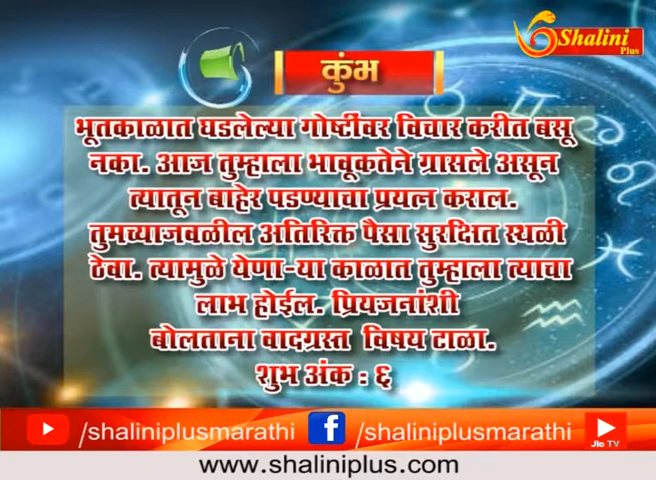 Shalini
Plus
कुंभ
भूतकाळात घडलेल्या गोष्टींवर विचार करीत बसू
नका. आज तुम्हाला भावूकतेने ग्रासले असून
त्यातून बाहेर पडण्याचा प्रयत्न कराल.
तुमच्याजवळील अतिरिक्त पैसा सुरक्षित स्थळी
ठेवा. त्यामुळे येणा-या काळात तुम्हाला त्याचा
लाभ होईल. प्रियजनांशी
बोलताना वादग्रस्त विषय टाळा.
शुभ अंक : ६
/shaliniplusmarathi /shaliniplusmarathi
Jio TV
www.shaliniplus.com